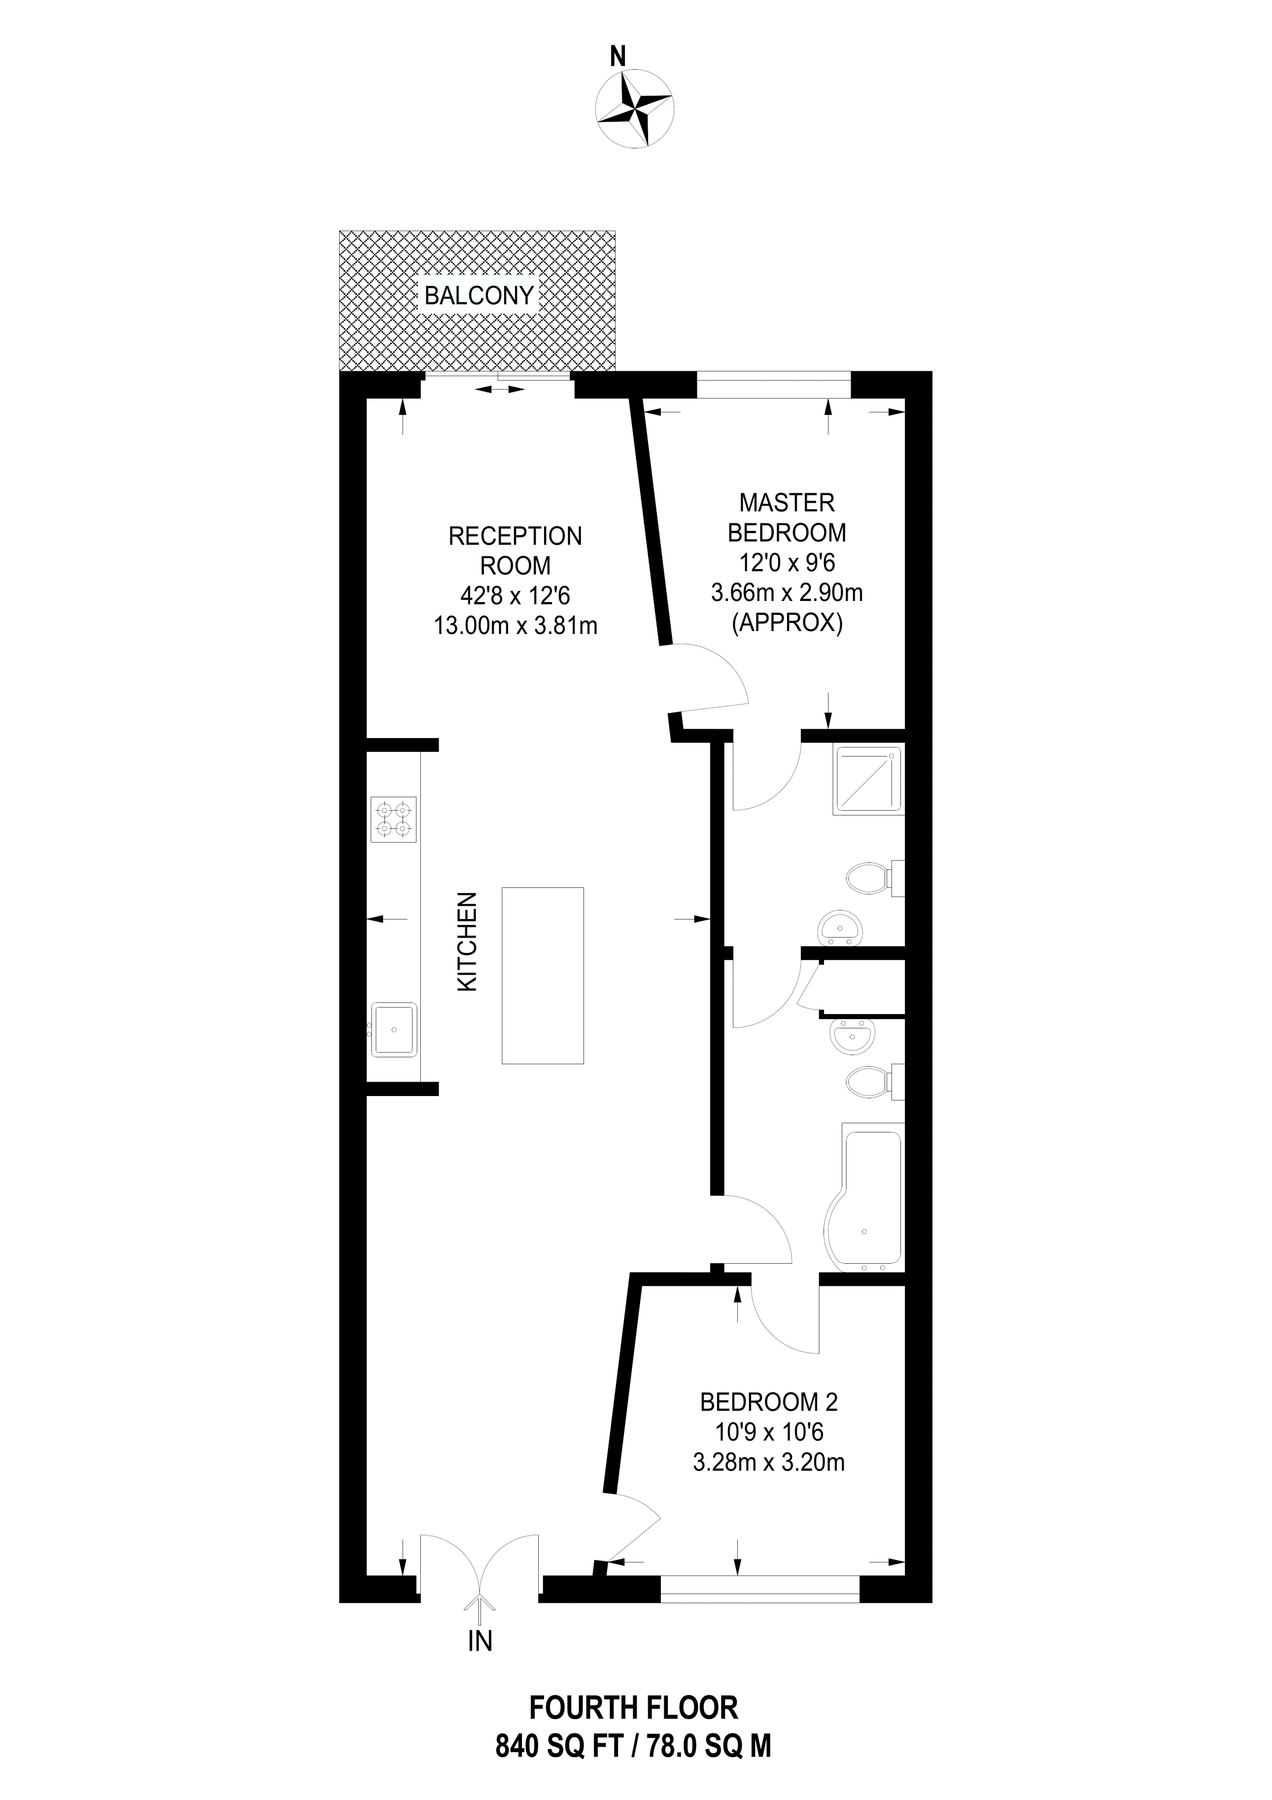 N
BALCONY
RECEPTION
ROOM
42'8 x 12'6
13.00m x 3.81m
MASTER
BEDROOM
12'0 x 9'6
3.66m x 2.90m
(APPROX)
KITCHEN
BEDROOM 2
10'9 x 10'6
3.28m x 3.20m
IN
FOURTH FLOOR
840 SQ FT / 78.0 SQ M